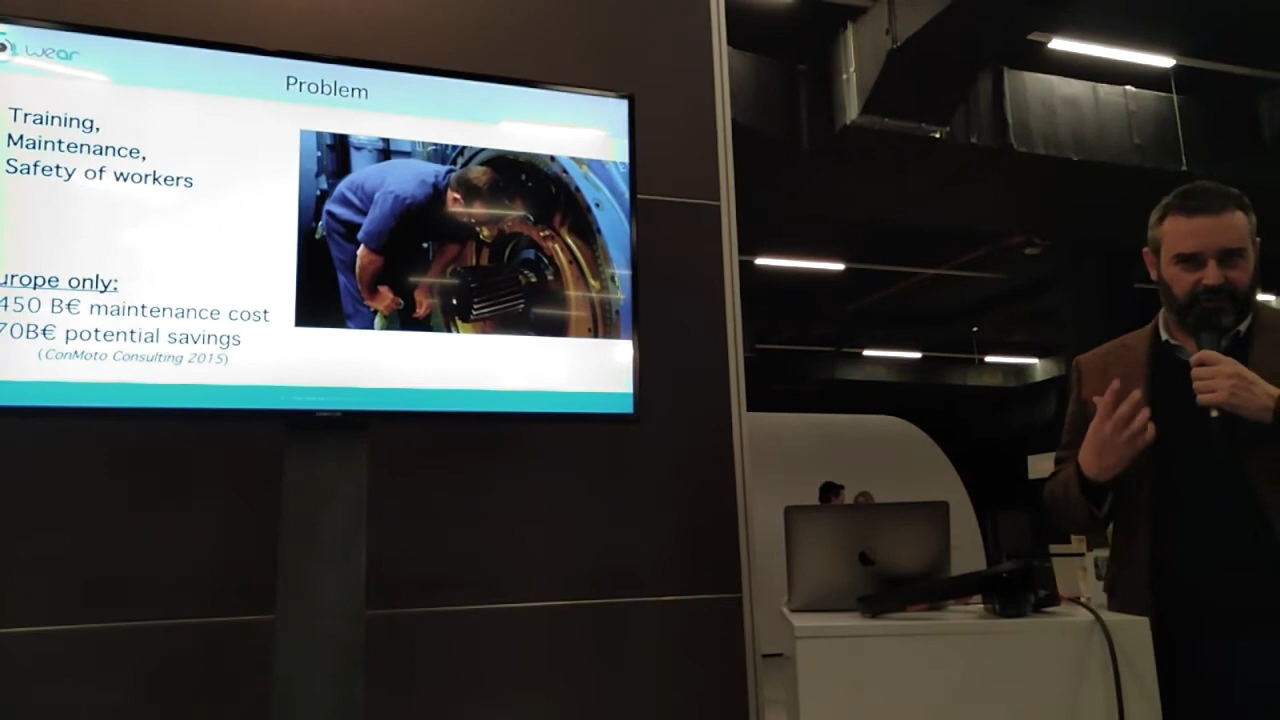 wear
Problem
Training,
Maintenance,
Safety of workers
urope only:
450 B€ maintenance cost
70B€ potential savings
(ConMoto Consulting 2015)